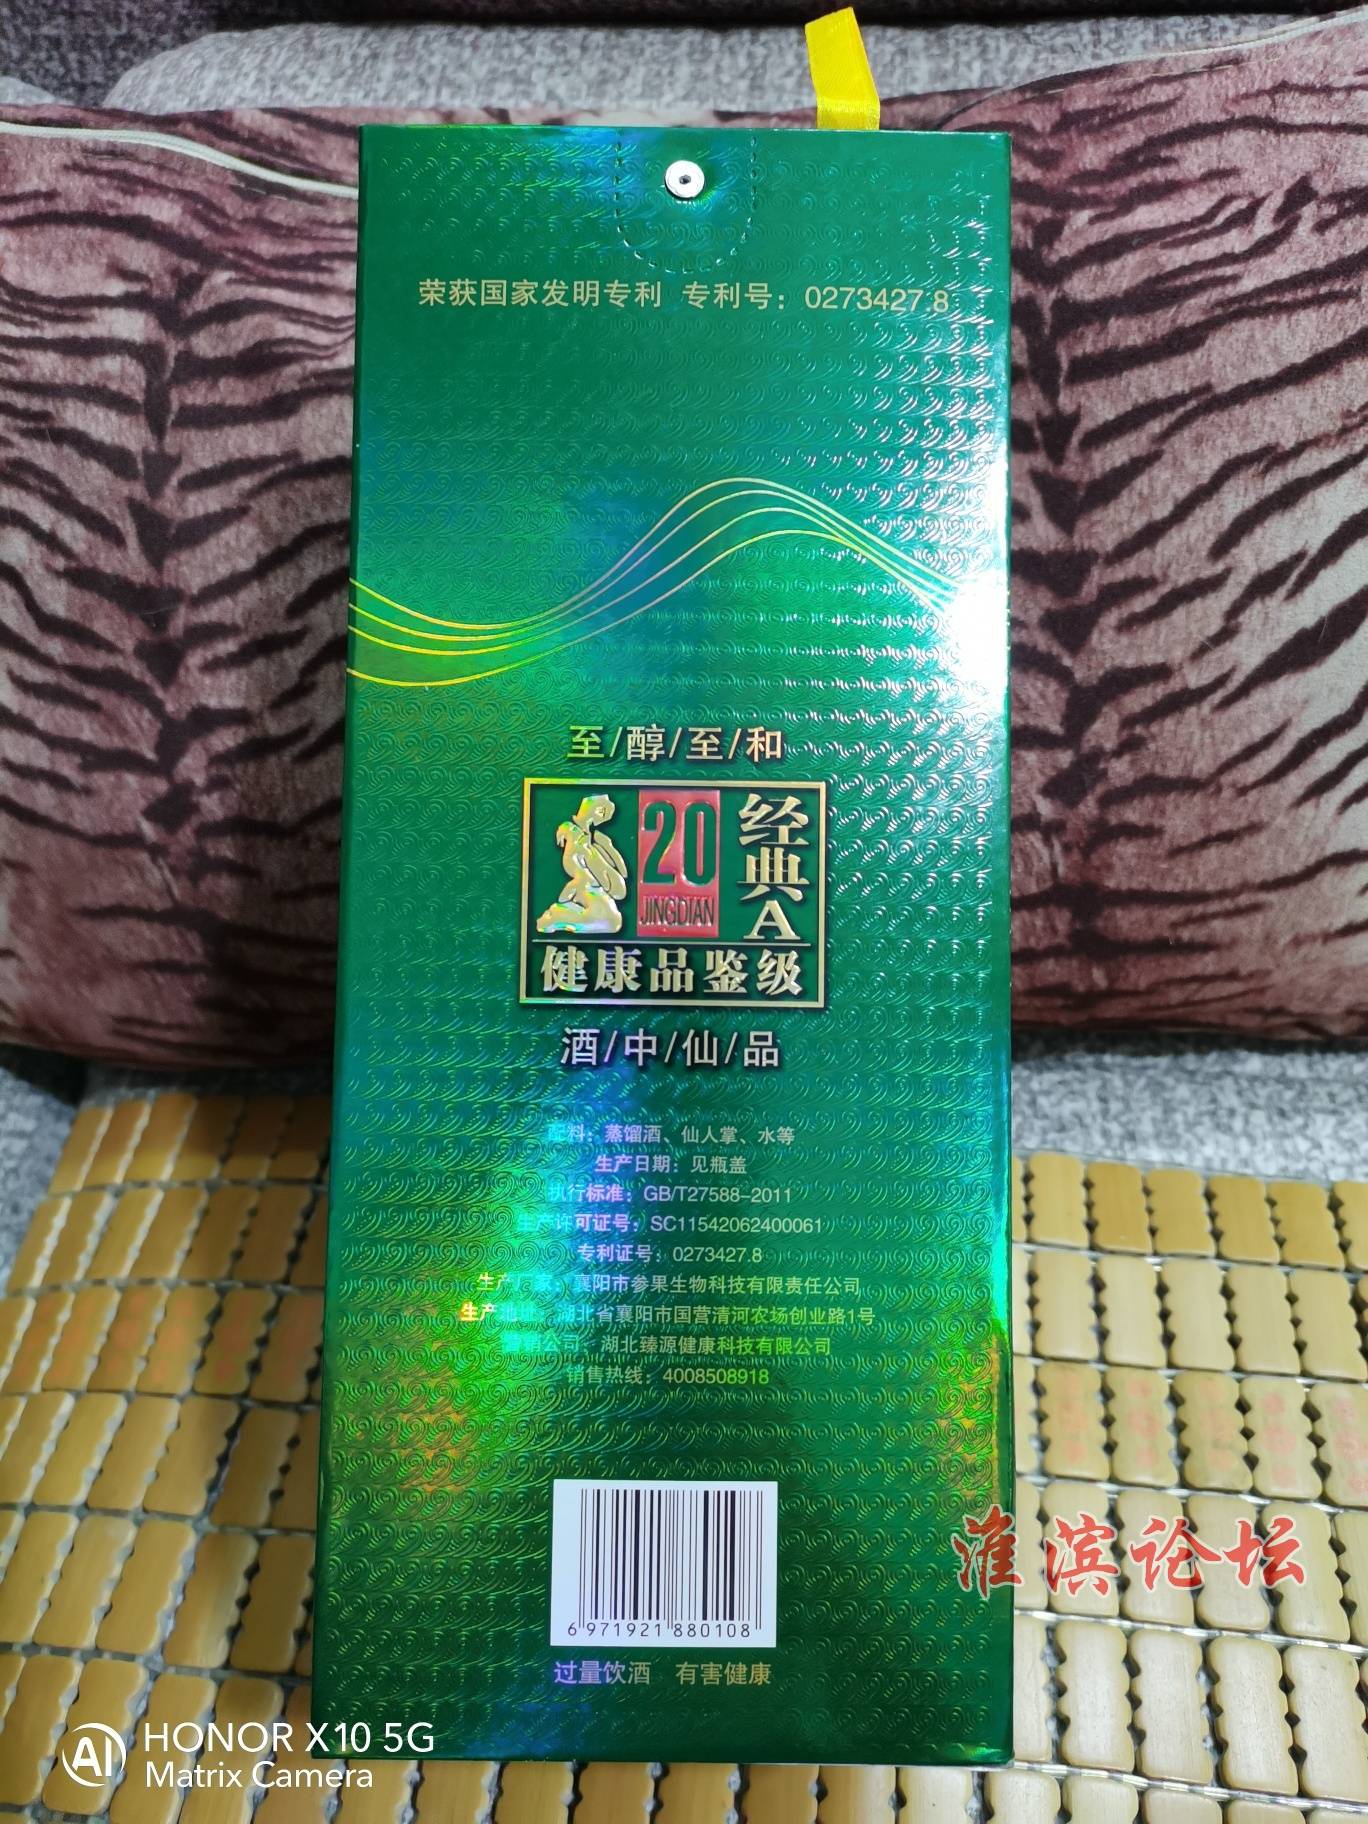 荣获国家发明专利 专利号：0273427.8
至/醇/至/和
20
JINGDIAN
经典A
健康品鉴级
酒/中/仙/品
配料：蒸馏酒、仙人掌、水等
生产日期：见瓶盖
执行标准：GB/T27588-2011
生产许可证号：SC11542062400061
专利证号：0273427.8
生产厂家：襄阳市参果生物科技有限责任公司
生产地址：湖北省襄阳市国营清河农场创业路1号
营销公司：湖北臻源健康科技有限公司
销售热线：4008508918
6 971921 880108
过量饮酒 有害健康
淮滨论坛
AI HONOR X10 5G
Matrix Camera